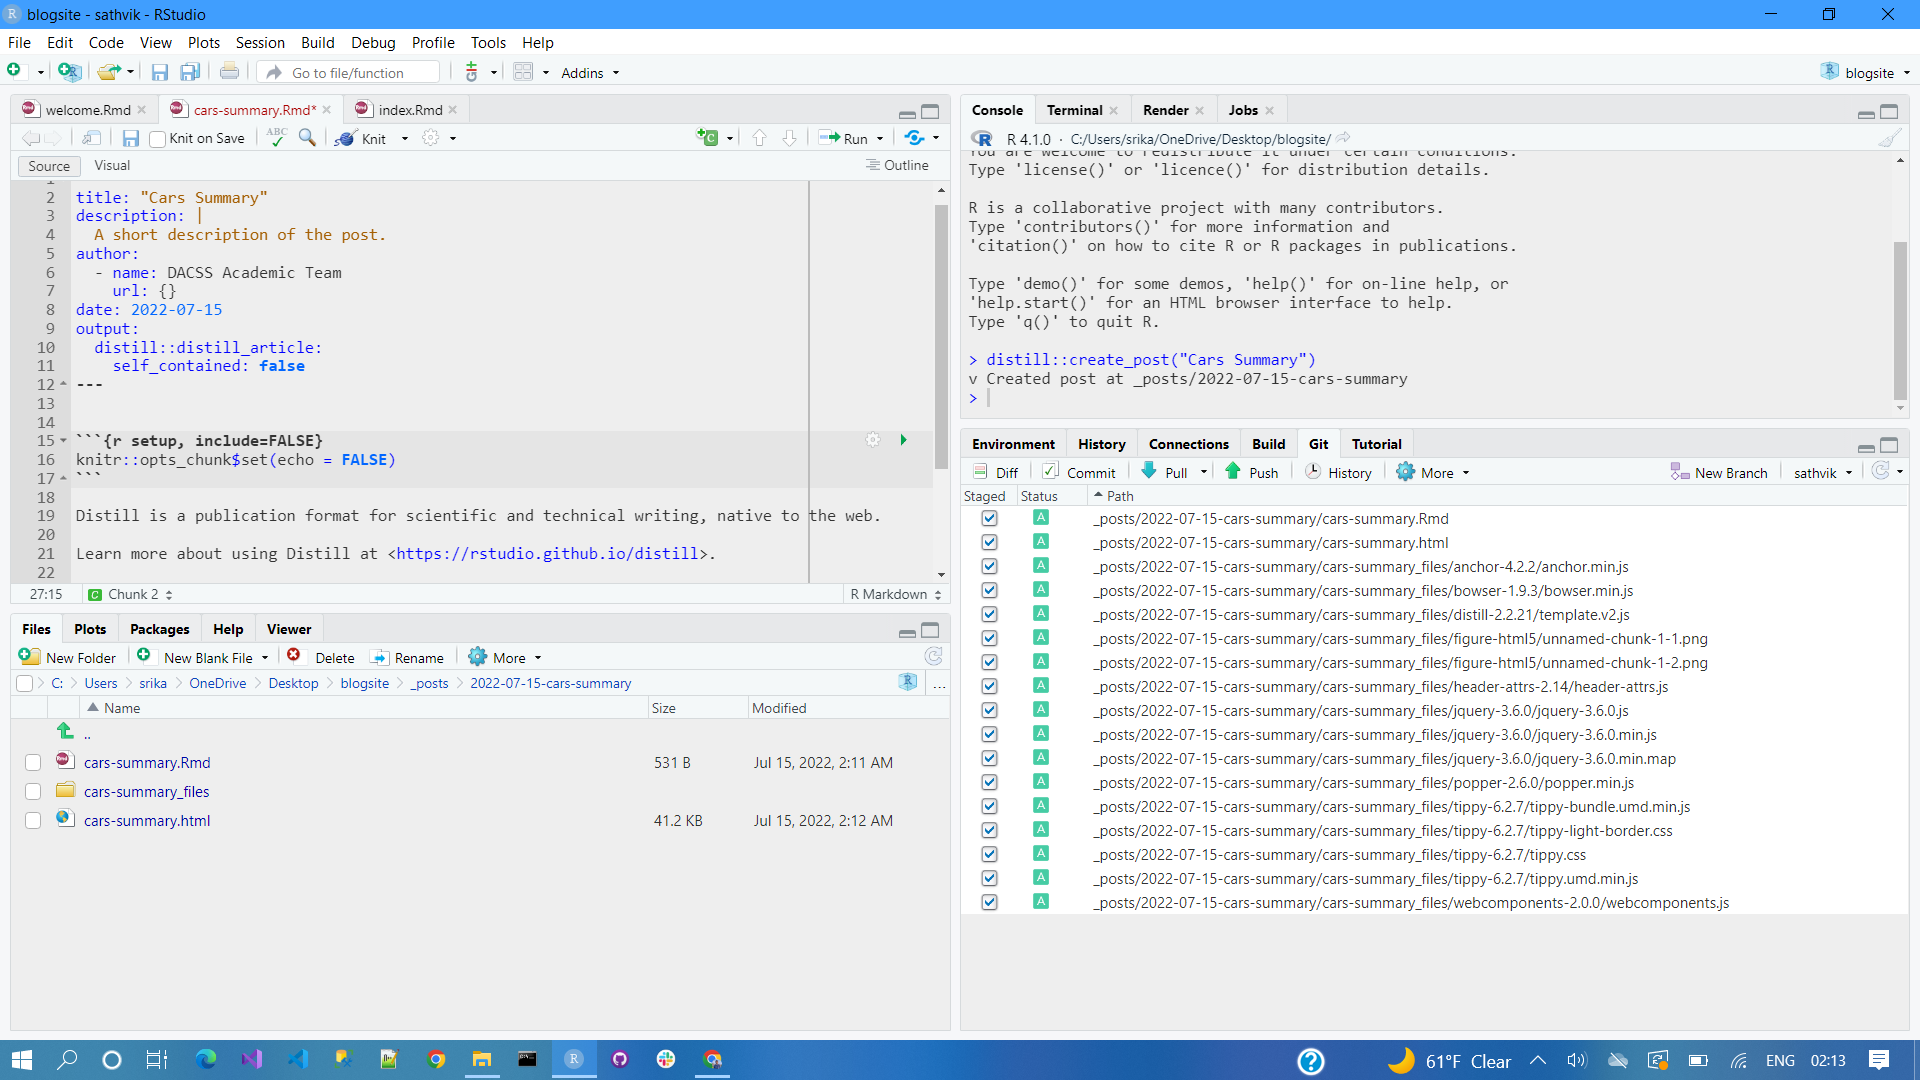 blogsite - sathvik - RStudio
File Edit Code View Plots Session Build Debug Profile Tools Help
Go to file/function Addins blogsite
welcome.Rmd cars-summary.Rmd* index.Rmd
Knit on Save ABC Knit Run
Source Visual Outline
1
2 title: "Cars Summary"
3 description: |
4 A short description of the post.
5 author:
6 - name: DACSS Academic Team
7 url: {}
8 date: 2022-07-15
9 output:
10 distill::distill_article:
11 self_contained: false
12 ---
13
14
15 ```{r setup, include=FALSE}
16 knitr::opts_chunk$set(echo = FALSE)
17 ```
18
19 Distill is a publication format for scientific and technical writing, native to the web.
20
21 Learn more about using Distill at <https://rstudio.github.io/distill>.
22
27:15 Chunk 2 R Markdown
Files Plots Packages Help Viewer
New Folder New Blank File Delete Rename More
C: Users srika OneDrive Desktop blogsite _posts 2022-07-15-cars-summary ...
Name Size Modified
..
cars-summary.Rmd 531 B Jul 15, 2022, 2:11 AM
cars-summary_files
cars-summary.html 41.2 KB Jul 15, 2022, 2:12 AM
Console Terminal Render Jobs
R 4.1.0 · C:/Users/srika/OneDrive/Desktop/blogsite/
You are welcome to redistribute it under certain conditions.
Type 'license()' or 'licence()' for distribution details.
R is a collaborative project with many contributors.
Type 'contributors()' for more information and
'citation()' on how to cite R or R packages in publications.
Type 'demo()' for some demos, 'help()' for on-line help, or
'help.start()' for an HTML browser interface to help.
Type 'q()' to quit R.
> distill::create_post("Cars Summary")
v Created post at _posts/2022-07-15-cars-summary
>
Environment History Connections Build Git Tutorial
Diff Commit Pull Push History More New Branch sathvik
Staged Status Path
A _posts/2022-07-15-cars-summary/cars-summary.Rmd
A _posts/2022-07-15-cars-summary/cars-summary.html
A _posts/2022-07-15-cars-summary/cars-summary_files/anchor-4.2.2/anchor.min.js
A _posts/2022-07-15-cars-summary/cars-summary_files/bowser-1.9.3/bowser.min.js
A _posts/2022-07-15-cars-summary/cars-summary_files/distill-2.2.21/template.v2.js
A _posts/2022-07-15-cars-summary/cars-summary_files/figure-html5/unnamed-chunk-1-1.png
A _posts/2022-07-15-cars-summary/cars-summary_files/figure-html5/unnamed-chunk-1-2.png
A _posts/2022-07-15-cars-summary/cars-summary_files/header-attrs-2.14/header-attrs.js
A _posts/2022-07-15-cars-summary/cars-summary_files/jquery-3.6.0/jquery-3.6.0.js
A _posts/2022-07-15-cars-summary/cars-summary_files/jquery-3.6.0/jquery-3.6.0.min.js
A _posts/2022-07-15-cars-summary/cars-summary_files/jquery-3.6.0/jquery-3.6.0.min.map
A _posts/2022-07-15-cars-summary/cars-summary_files/popper-2.6.0/popper.min.js
A _posts/2022-07-15-cars-summary/cars-summary_files/tippy-6.2.7/tippy-bundle.umd.min.js
A _posts/2022-07-15-cars-summary/cars-summary_files/tippy-6.2.7/tippy-light-border.css
A _posts/2022-07-15-cars-summary/cars-summary_files/tippy-6.2.7/tippy.css
A _posts/2022-07-15-cars-summary/cars-summary_files/tippy-6.2.7/tippy.umd.min.js
A _posts/2022-07-15-cars-summary/cars-summary_files/webcomponents-2.0.0/webcomponents.js
61°F Clear ENG 02:13